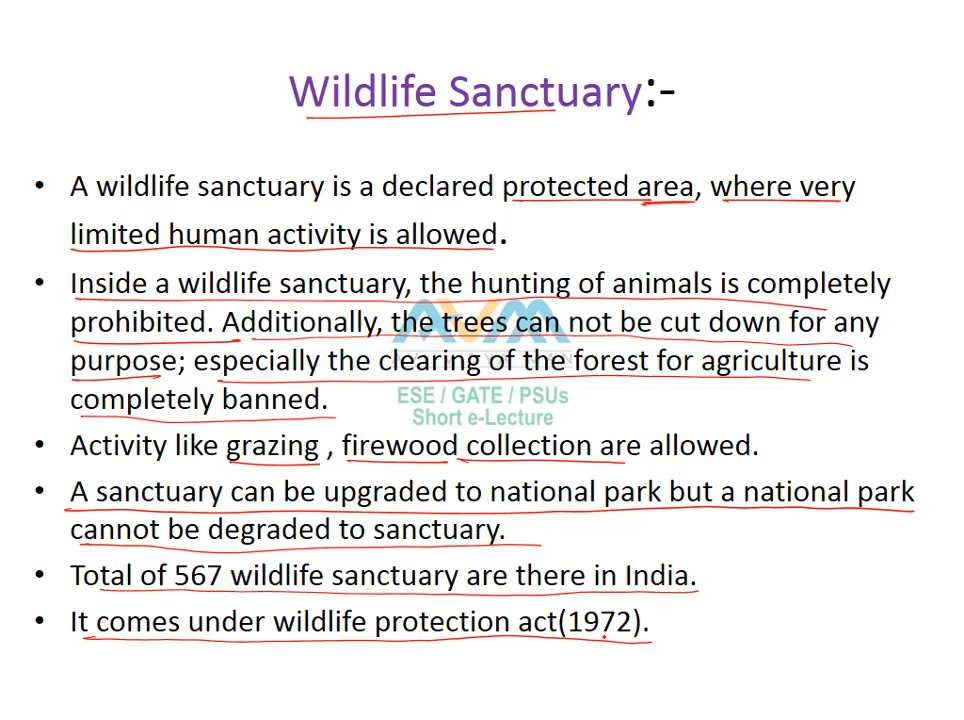 Wildlife Sanctuary:-
• A wildlife sanctuary is a declared protected area, where very
limited human activity is allowed.
• Inside a wildlife sanctuary, the hunting of animals is completely
prohibited. Additionally, the trees can not be cut down for any
purpose; especially the clearing of the forest for agriculture is
completely banned.
AVM
ESE / GATE / PSUs
Short e-Lecture
• Activity like grazing , firewood collection are allowed.
• A sanctuary can be upgraded to national park but a national park
cannot be degraded to sanctuary.
• Total of 567 wildlife sanctuary are there in India.
• It comes under wildlife protection act(1972).